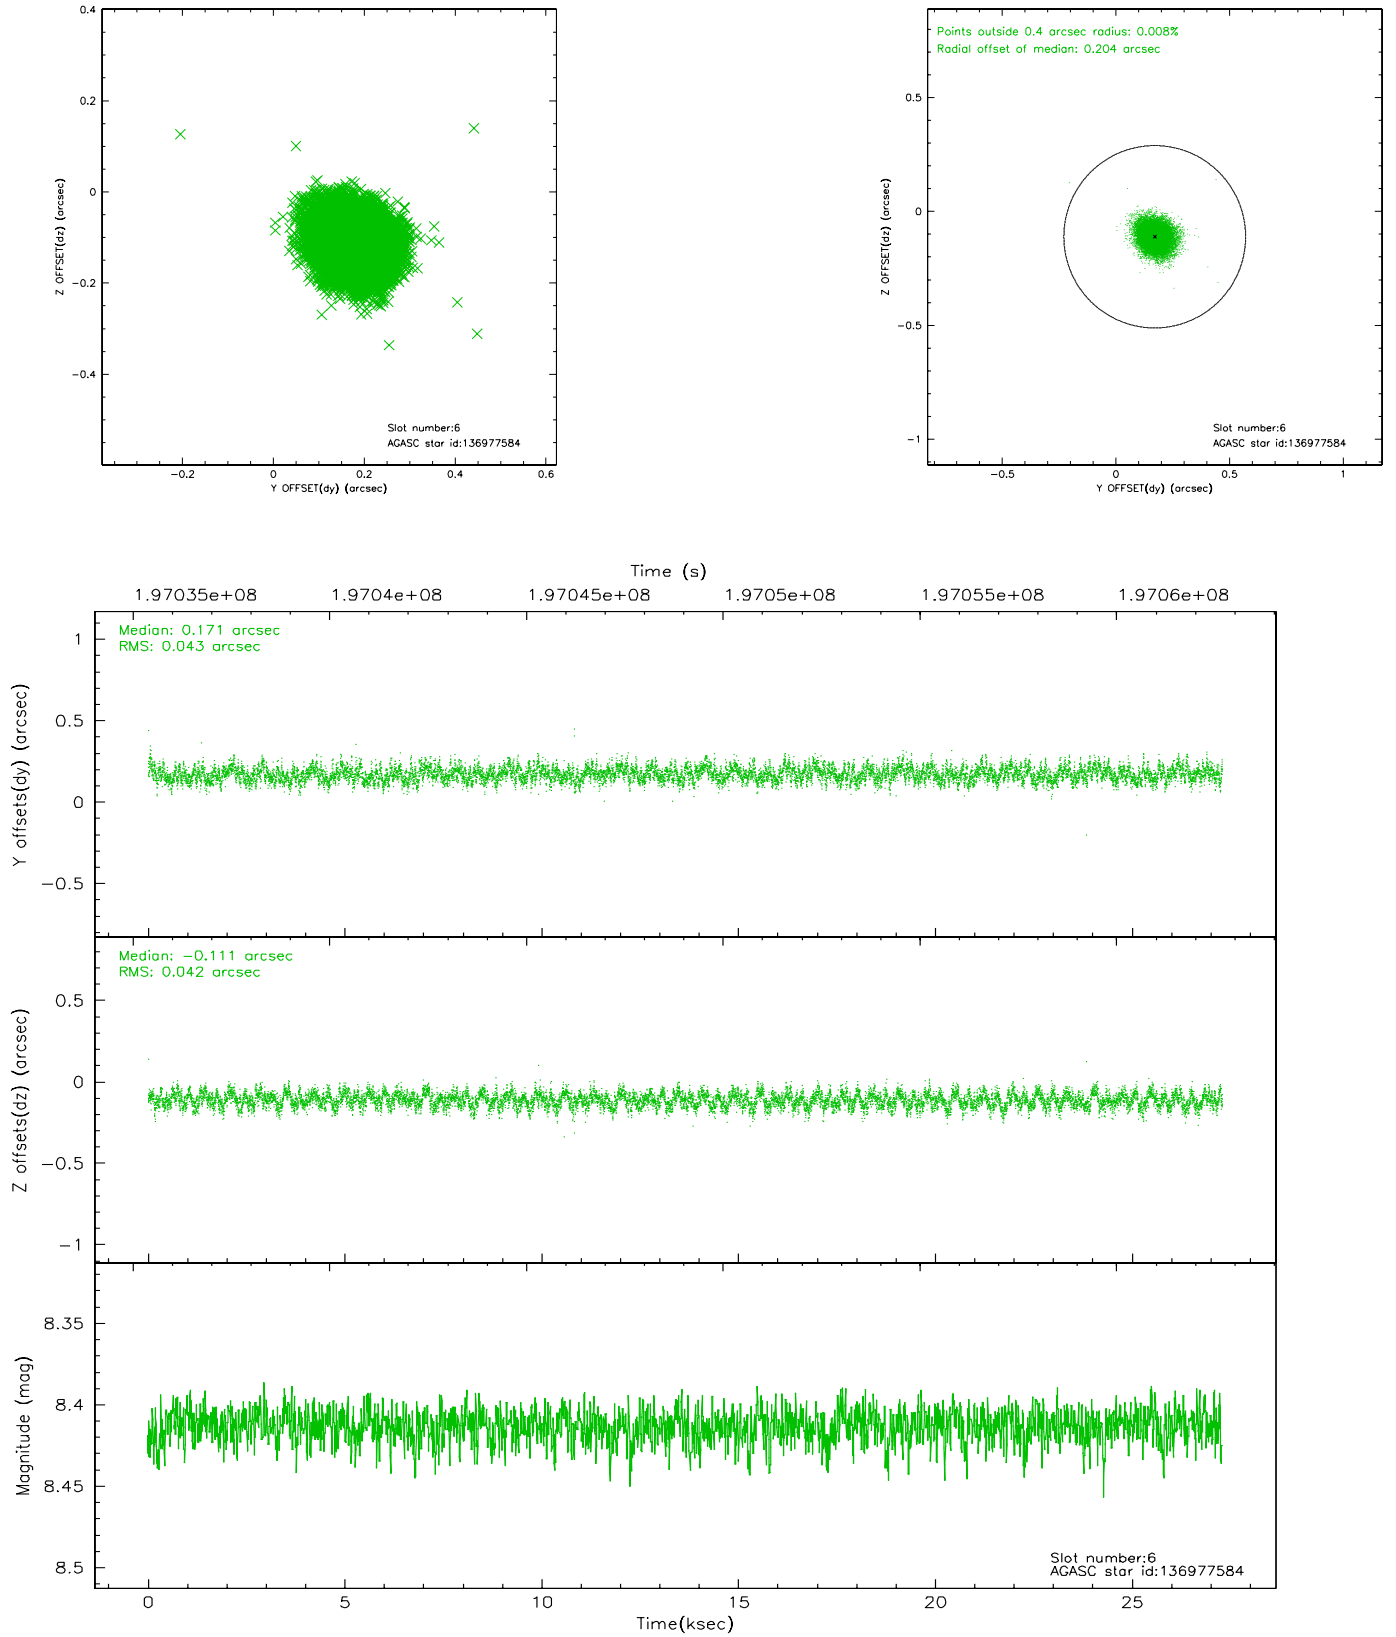 0.4
0.2
0
−0.2
−0.4
Z OFFSET(dz) (arcsec)
Slot number:6
AGASC star id:136977584
−0.2 0 0.2 0.4 0.6
Y OFFSET(dy) (arcsec)
Points outside 0.4 arcsec radius: 0.008%
Radial offset of median: 0.204 arcsec
0.5
0
−0.5
−1
Z OFFSET(dz) (arcsec)
Slot number:6
AGASC star id:136977584
−0.5 0 0.5 1
Y OFFSET(dy) (arcsec)
Time (s)
1.97035e+08 1.9704e+08 1.97045e+08 1.9705e+08 1.97055e+08 1.9706e+08
Median: 0.171 arcsec
RMS: 0.043 arcsec
1
0.5
0
−0.5
Y offsets(dy) (arcsec)
Median: −0.111 arcsec
RMS: 0.042 arcsec
0.5
0
−0.5
−1
Z offsets(dz) (arcsec)
8.35
8.4
8.45
8.5
Magnitude (mag)
Slot number:6
AGASC star id:136977584
0 5 10 15 20 25
Time(ksec)